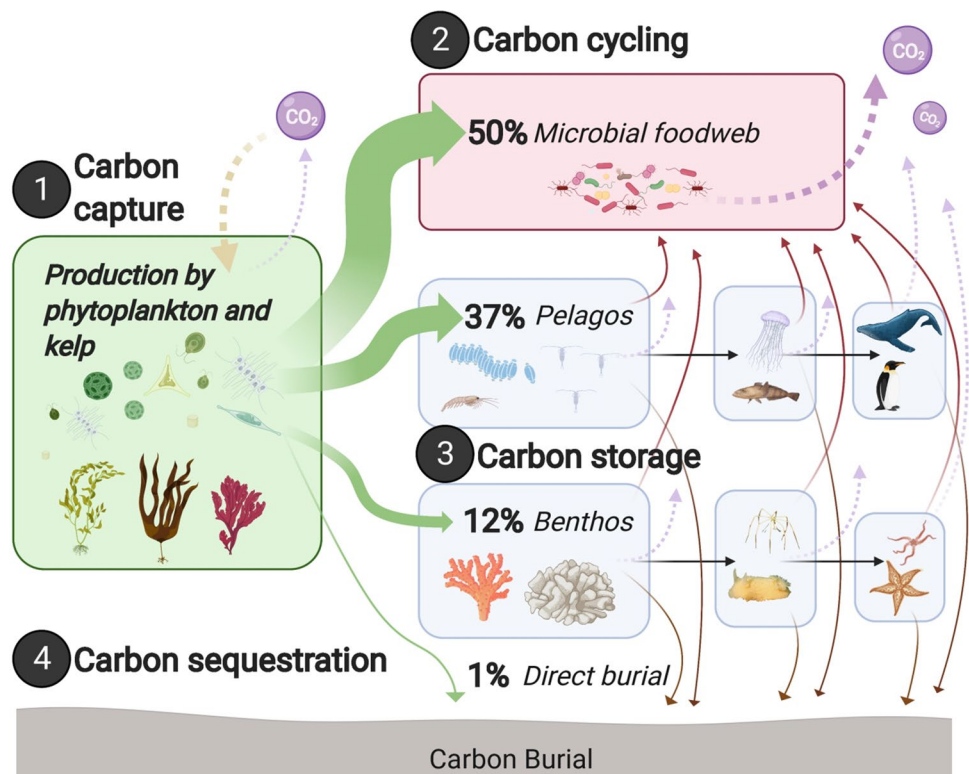 2 Carbon cycling
CO₂
CO₂
CO₂
50% Microbial foodweb
1 Carbon
capture
Production by
phytoplankton and
kelp
37% Pelagos
3 Carbon storage
12% Benthos
4 Carbon sequestration
1% Direct burial
Carbon Burial